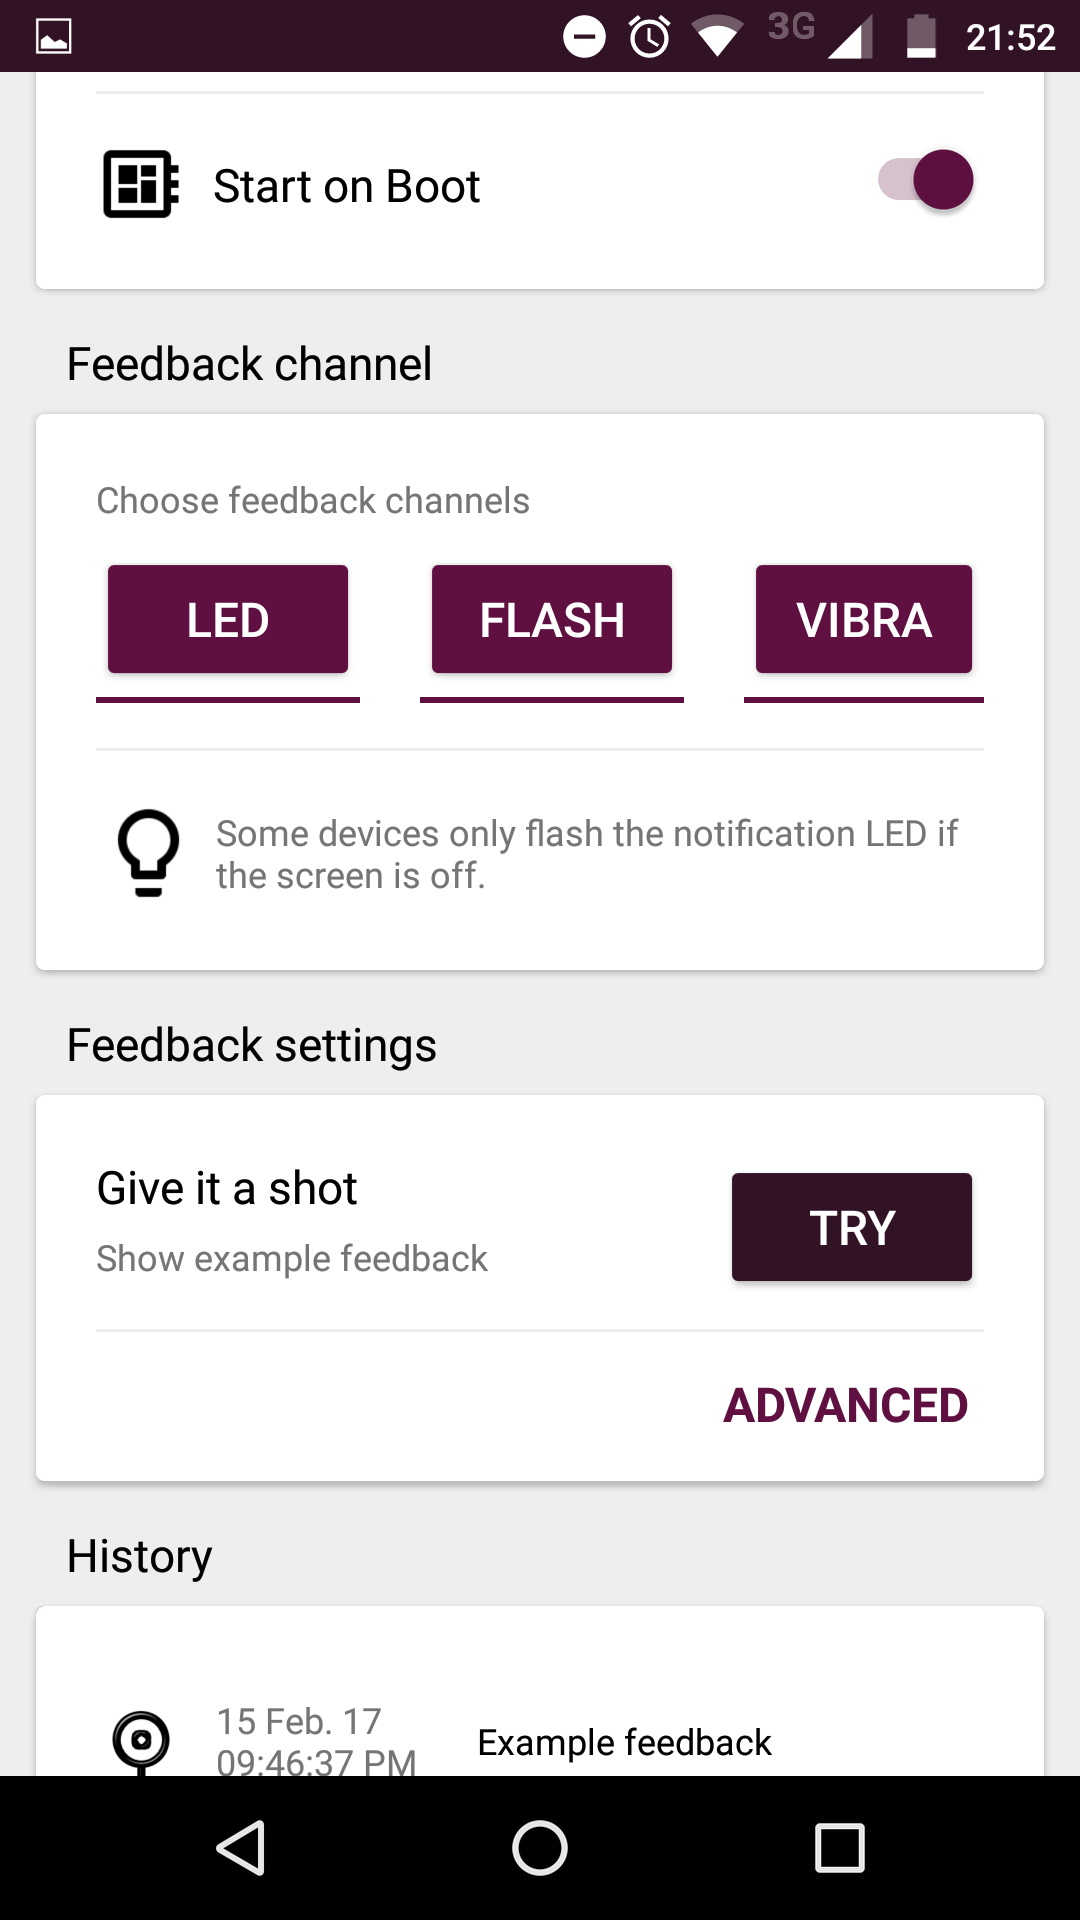 3G 21:52
Start on Boot
Feedback channel
Choose feedback channels
LED FLASH VIBRA
Some devices only flash the notification LED if
the screen is off.
Feedback settings
Give it a shot
Show example feedback
TRY
ADVANCED
History
15 Feb. 17
09:46:37 PM
Example feedback